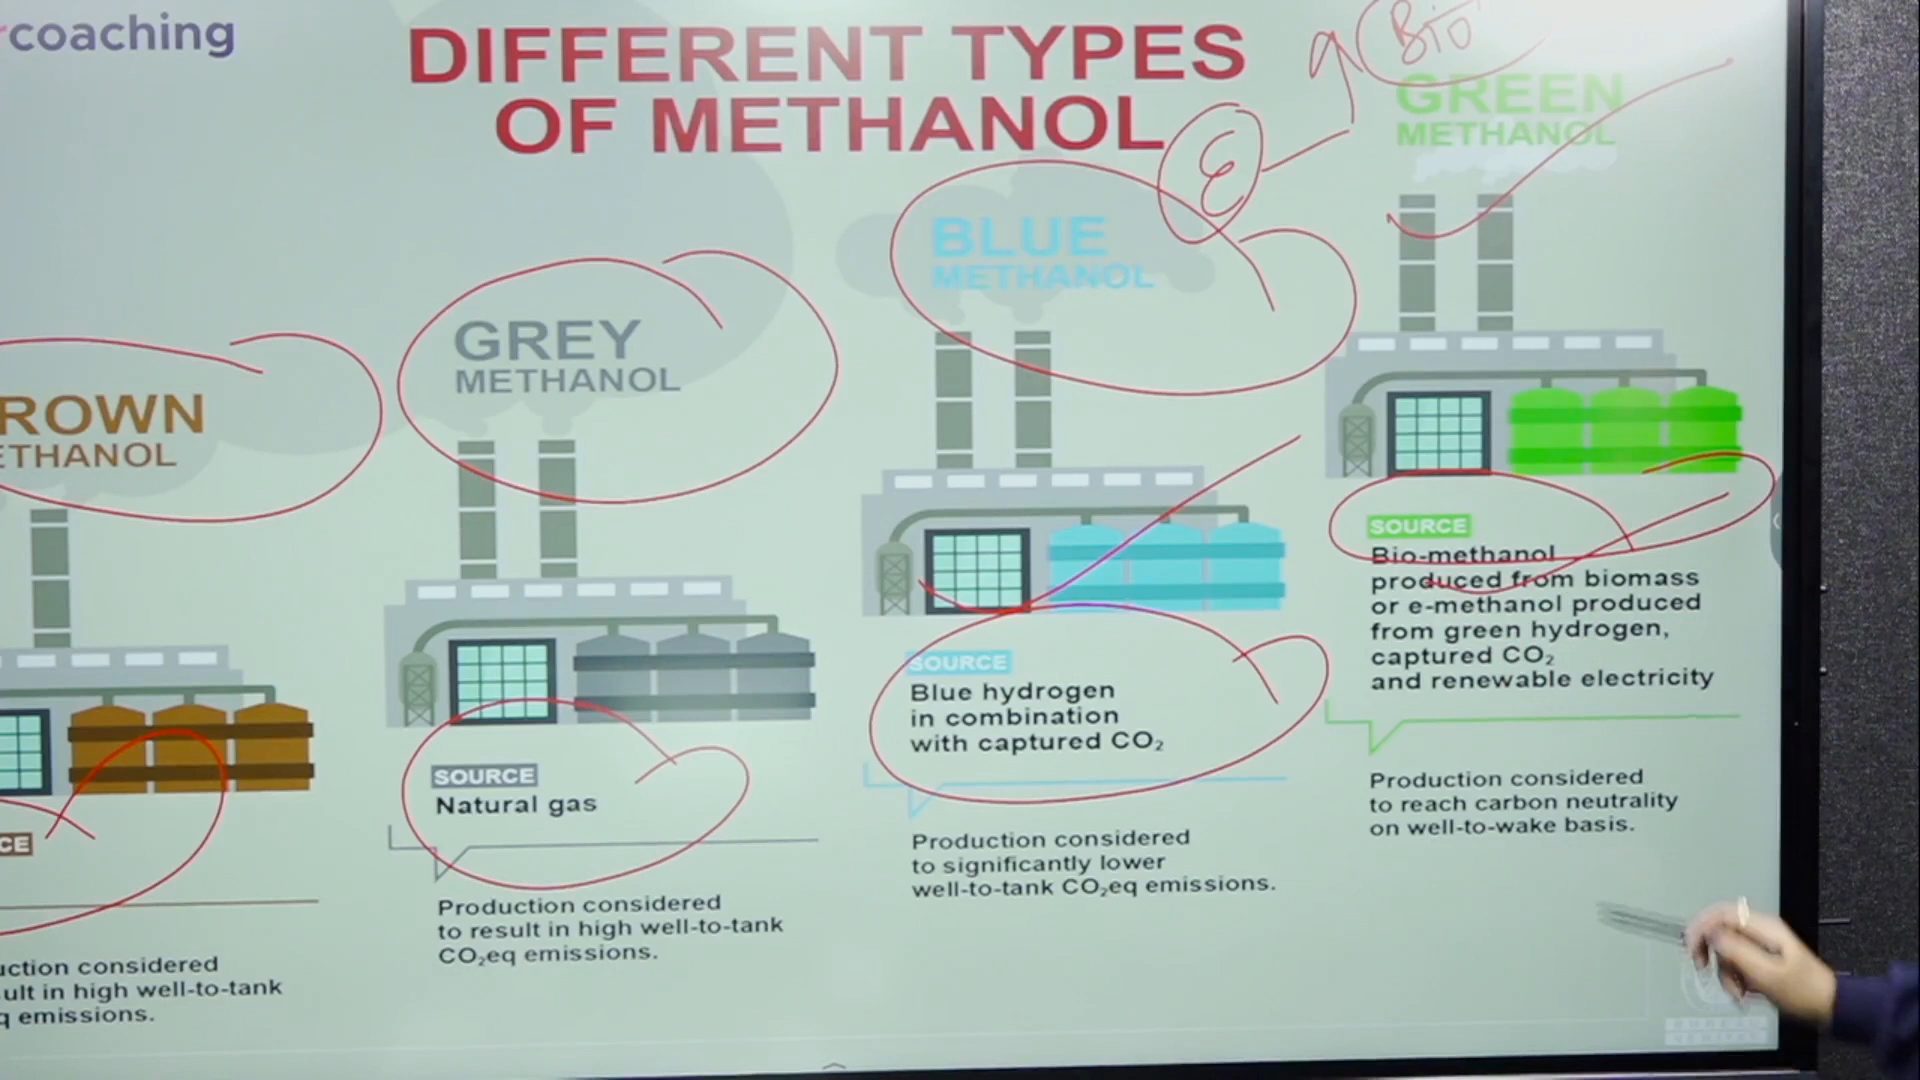 coaching
DIFFERENT TYPES
OF METHANOL
Bio
E
GREEN
METHANOL
BLUE
METHANOL
GREY
METHANOL
ROWN
ETHANOL
CE
uction considered
ult in high well-to-tank
q emissions.
SOURCE
Natural gas
Production considered
to result in high well-to-tank
CO₂eq emissions.
SOURCE
Blue hydrogen
in combination
with captured CO₂
Production considered
to significantly lower
well-to-tank CO₂eq emissions.
SOURCE
Bio-methanol
produced from biomass
or e-methanol produced
from green hydrogen,
captured CO₂
and renewable electricity
Production considered
to reach carbon neutrality
on well-to-wake basis.
BUREAU
VERITAS